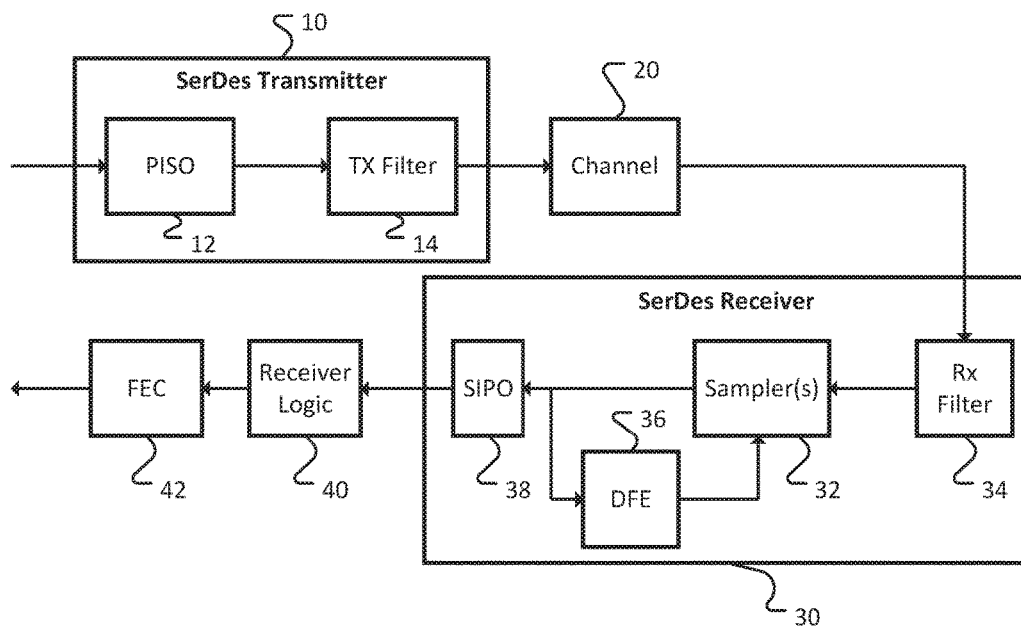 10
SerDes Transmitter
20
PISO
TX Filter
Channel
12
14
SerDes Receiver
FEC
Receiver
Logic
SIPO
Sampler(s)
Rx
Filter
36
42
40
38
DFE
32
34
30